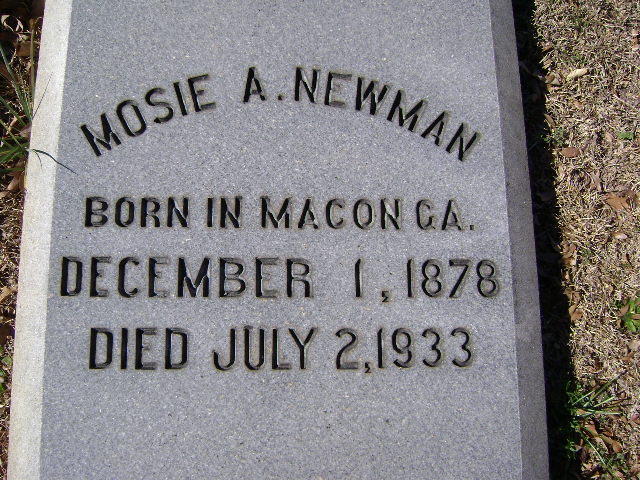 MOSIE A. NEWMAN
BORN IN MACON GA.
DECEMBER 1, 1878
DIED JULY 2, 1933